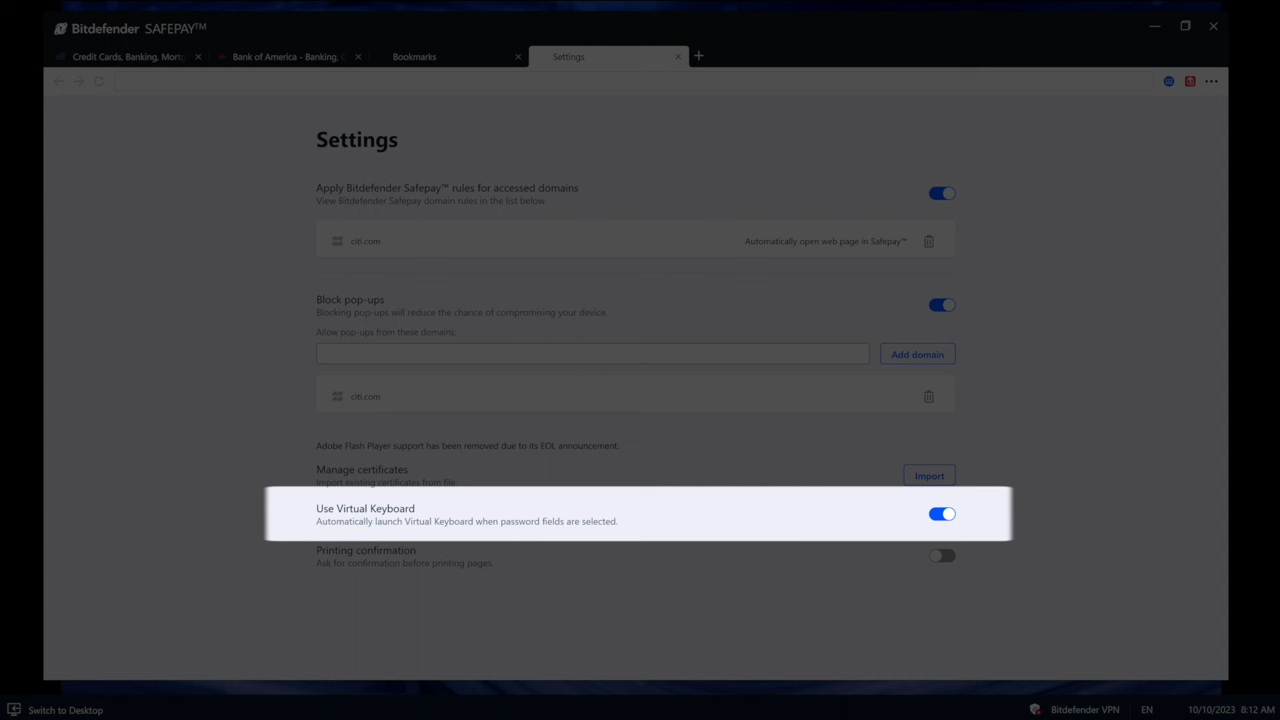 Bitdefender SAFEPAY™
Credit Cards, Banking, Mortg
Bank of America - Banking, C
Bookmarks
Settings
Settings
Apply Bitdefender Safepay™ rules for accessed domains
View Bitdefender Safepay domain rules in the list below
citi.com
Automatically open web page in Safepay™
Block pop-ups
Blocking pop-ups will reduce the chance of compromising your device.
Allow pop-ups from these domains:
Add domain
citi.com
Adobe Flash Player support has been removed due to its EOL announcement.
Manage certificates
Import existing certificates from file.
Import
Use Virtual Keyboard
Automatically launch Virtual Keyboard when password fields are selected.
Printing confirmation
Ask for confirmation before printing pages.
Switch to Desktop
Bitdefender VPN
EN
10/10/2023 8:12 AM